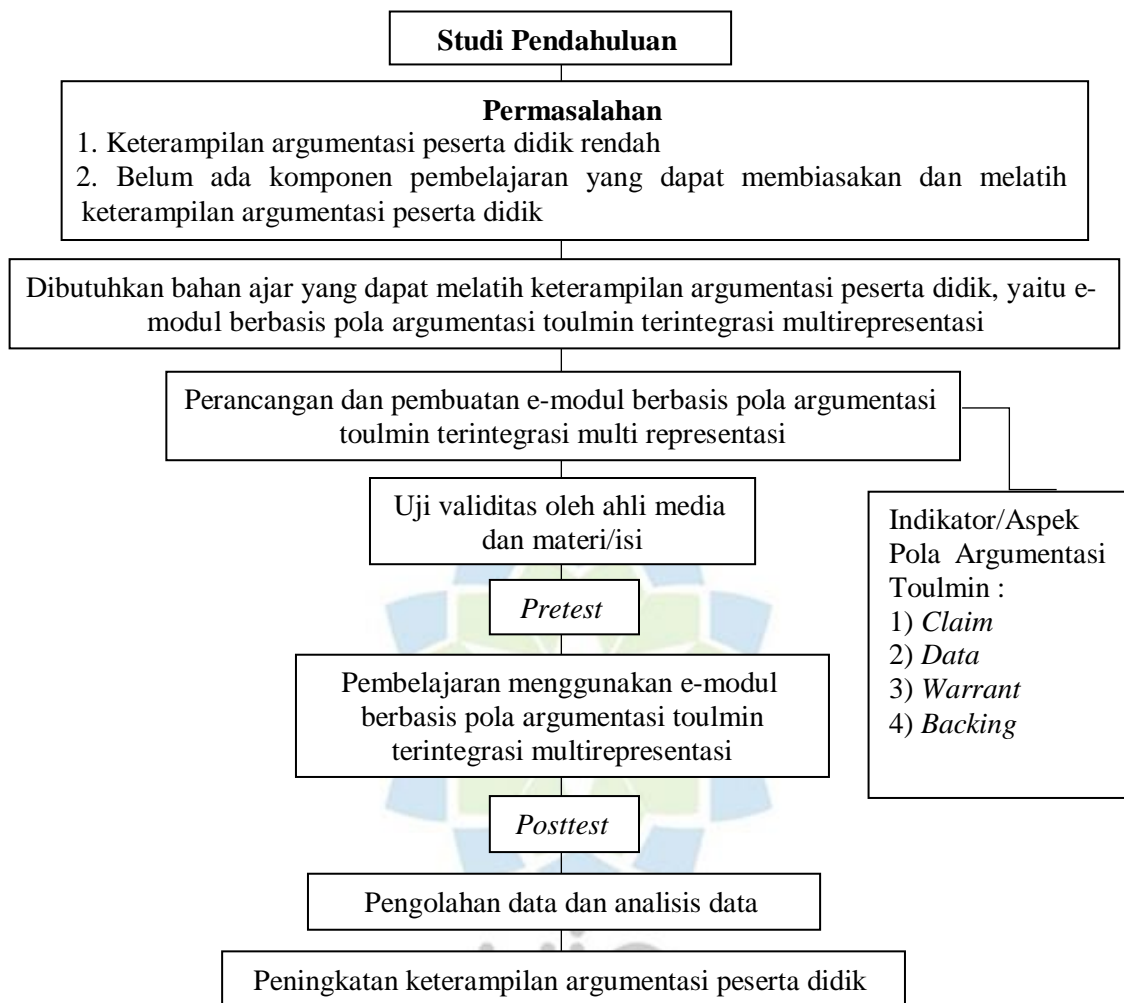 Studi Pendahuluan
Permasalahan
1. Keterampilan argumentasi peserta didik rendah
2. Belum ada komponen pembelajaran yang dapat membiasakan dan melatih
keterampilan argumentasi peserta didik
Dibutuhkan bahan ajar yang dapat melatih keterampilan argumentasi peserta didik, yaitu e-
modul berbasis pola argumentasi toulmin terintegrasi multirepresentasi
Perancangan dan pembuatan e-modul berbasis pola argumentasi
toulmin terintegrasi multi representasi
Uji validitas oleh ahli media
dan materi/isi
Indikator/Aspek
Pola Argumentasi
Toulmin :
1) Claim
2) Data
3) Warrant
4) Backing
Pretest
Pembelajaran menggunakan e-modul
berbasis pola argumentasi toulmin
terintegrasi multirepresentasi
Posttest
Pengolahan data dan analisis data
Peningkatan keterampilan argumentasi peserta didik